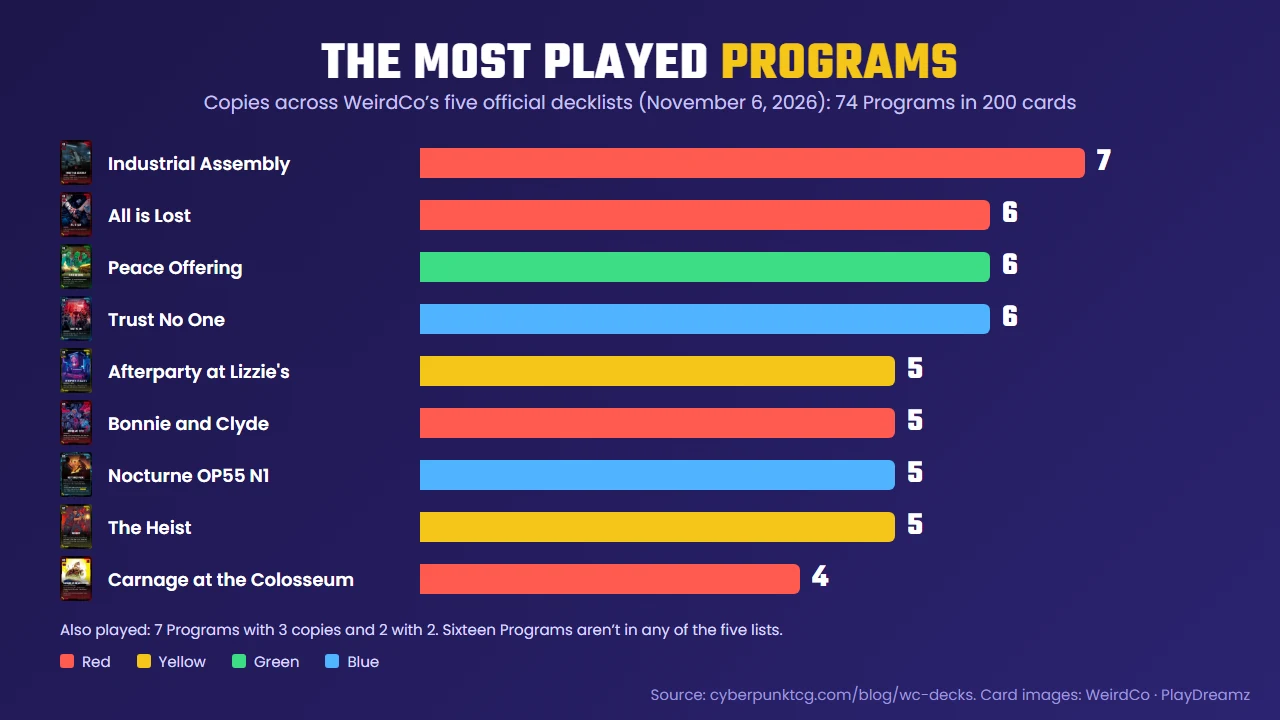 THE MOST PLAYED PROGRAMS
Copies across WeirdCo’s five official decklists (November 6, 2026): 74 Programs in 200 cards
Industrial Assembly 7
All is Lost 6
Peace Offering 6
Trust No One 6
Afterparty at Lizzie's 5
Bonnie and Clyde 5
Nocturne OP55 N1 5
The Heist 5
Carnage at the Colosseum 4
Also played: 7 Programs with 3 copies and 2 with 2. Sixteen Programs aren’t in any of the five lists.
Red Yellow Green Blue
Source: cyberpunktcg.com/blog/wc-decks. Card images: WeirdCo · PlayDreamz